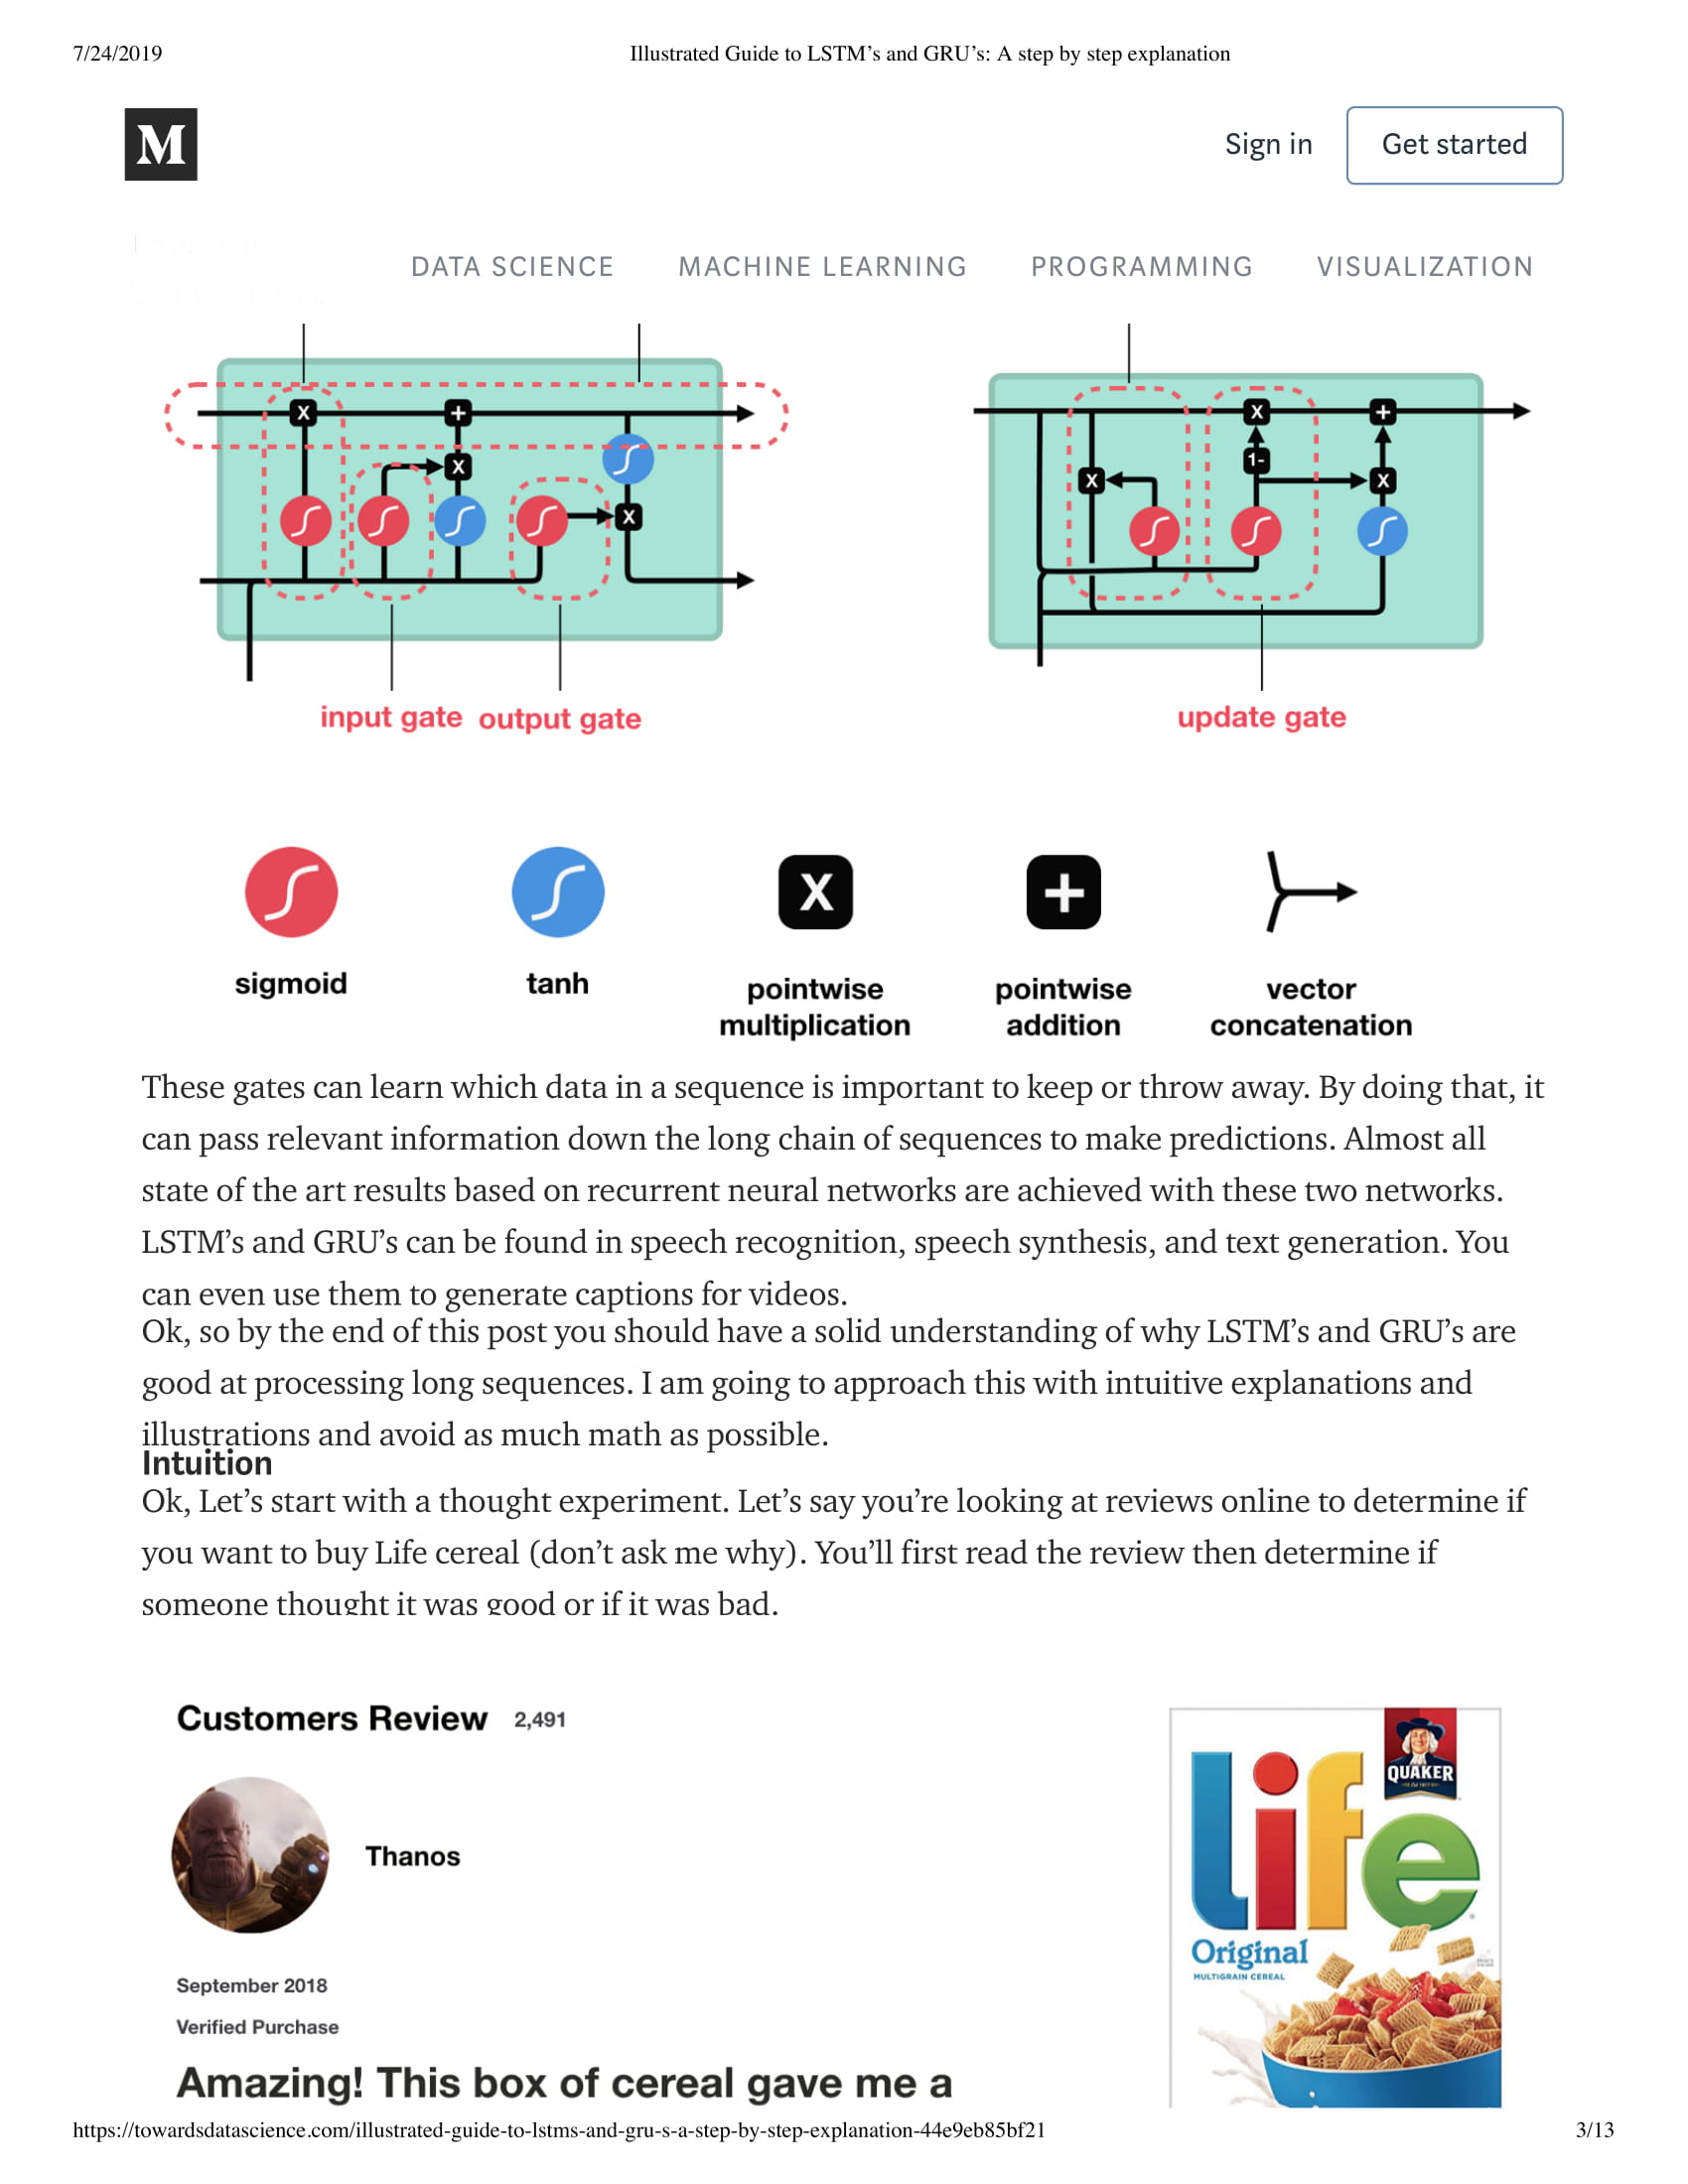 7/24/2019 Illustrated Guide to LSTM’s and GRU’s: A step by step explanation
M
Sign in Get started
DATA SCIENCE MACHINE LEARNING PROGRAMMING VISUALIZATION
X + X +
X 1-
X X
X
input gate output gate update gate
X +
sigmoid tanh pointwise multiplication pointwise addition vector concatenation
These gates can learn which data in a sequence is important to keep or throw away. By doing that, it
can pass relevant information down the long chain of sequences to make predictions. Almost all
state of the art results based on recurrent neural networks are achieved with these two networks.
LSTM’s and GRU’s can be found in speech recognition, speech synthesis, and text generation. You
can even use them to generate captions for videos.
Ok, so by the end of this post you should have a solid understanding of why LSTM’s and GRU’s are
good at processing long sequences. I am going to approach this with intuitive explanations and
illustrations and avoid as much math as possible.
Intuition
Ok, Let’s start with a thought experiment. Let’s say you’re looking at reviews online to determine if
you want to buy Life cereal (don’t ask me why). You’ll first read the review then determine if
someone thought it was good or if it was bad.
Customers Review 2,491
Thanos
September 2018
Verified Purchase
Amazing! This box of cereal gave me a
QUAKER
Life
Original
MULTIGRAIN CEREAL
https://towardsdatascience.com/illustrated-guide-to-lstms-and-gru-s-a-step-by-step-explanation-44e9eb85bf21 3/13